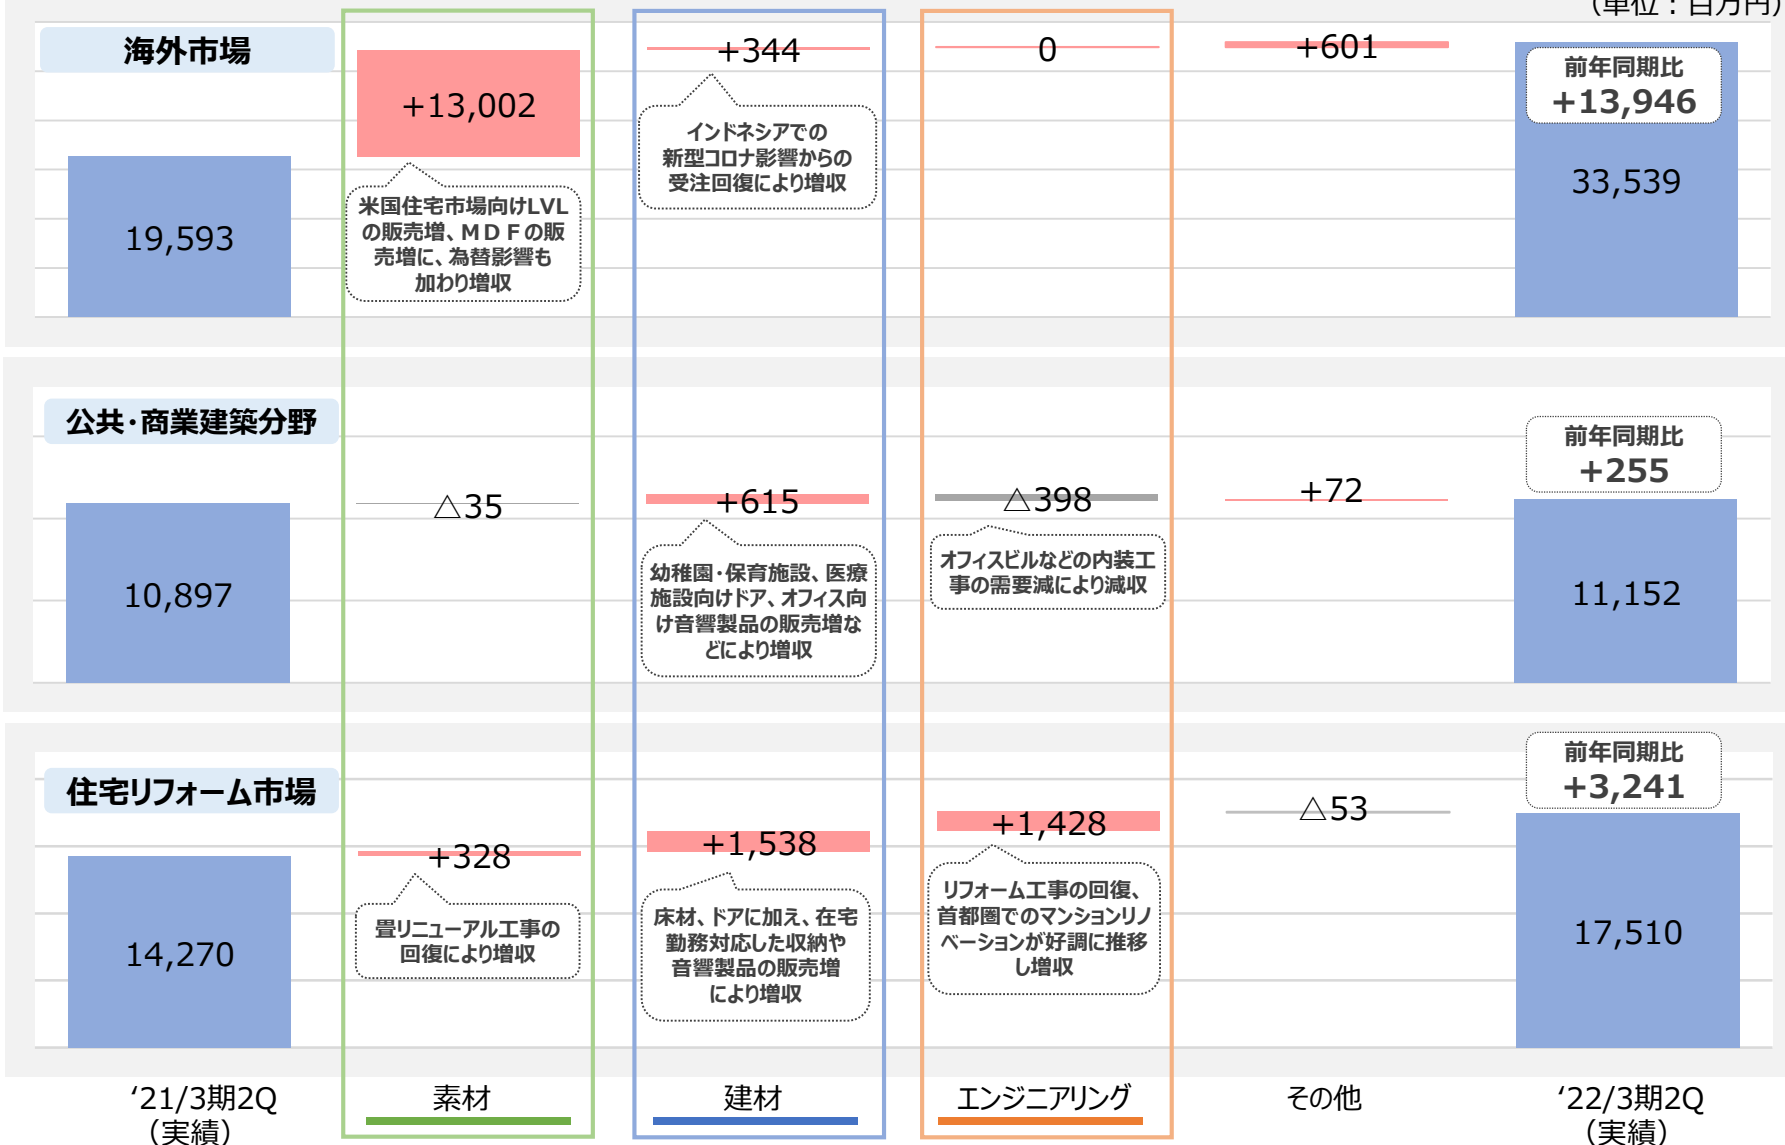 （単位：百万円）
海外市場
19,593
+13,002
米国住宅市場向けLVL
の販売増、ＭＤＦの販
売増に、為替影響も
加わり増収
+344
インドネシアでの
新型コロナ影響からの
受注回復により増収
0
+601
前年同期比
+13,946
33,539
公共･商業建築分野
10,897
△35
+615
幼稚園･保育施設、医療
施設向けドア、オフィス向
け音響製品の販売増な
どにより増収
△398
オフィスビルなどの内装工
事の需要減により減収
+72
前年同期比
+255
11,152
住宅リフォーム市場
14,270
+328
畳リニューアル工事の
回復により増収
+1,538
床材、ドアに加え、在宅
勤務対応した収納や
音響製品の販売増
により増収
+1,428
リフォーム工事の回復、
首都圏でのマンションリノ
ベーションが好調に推移
し増収
△53
前年同期比
+3,241
17,510
‘21/3期2Q
（実績）
素材
建材
エンジニアリング
その他
‘22/3期2Q
（実績）